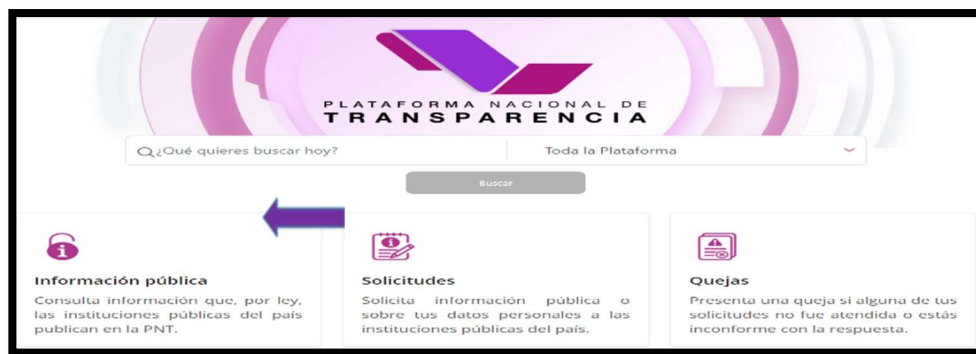 PLATAFORMA NACIONAL DE
TRANSPARENCIA
¿Qué quieres buscar hoy?
Toda la Plataforma
Buscar
Información pública
Consulta información que, por ley,
las instituciones públicas del país
publican en la PNT.
Solicitudes
Solicita información pública o
sobre tus datos personales a las
instituciones públicas del país.
Quejas
Presenta una queja si alguna de tus
solicitudes no fue atendida o estás
inconforme con la respuesta.